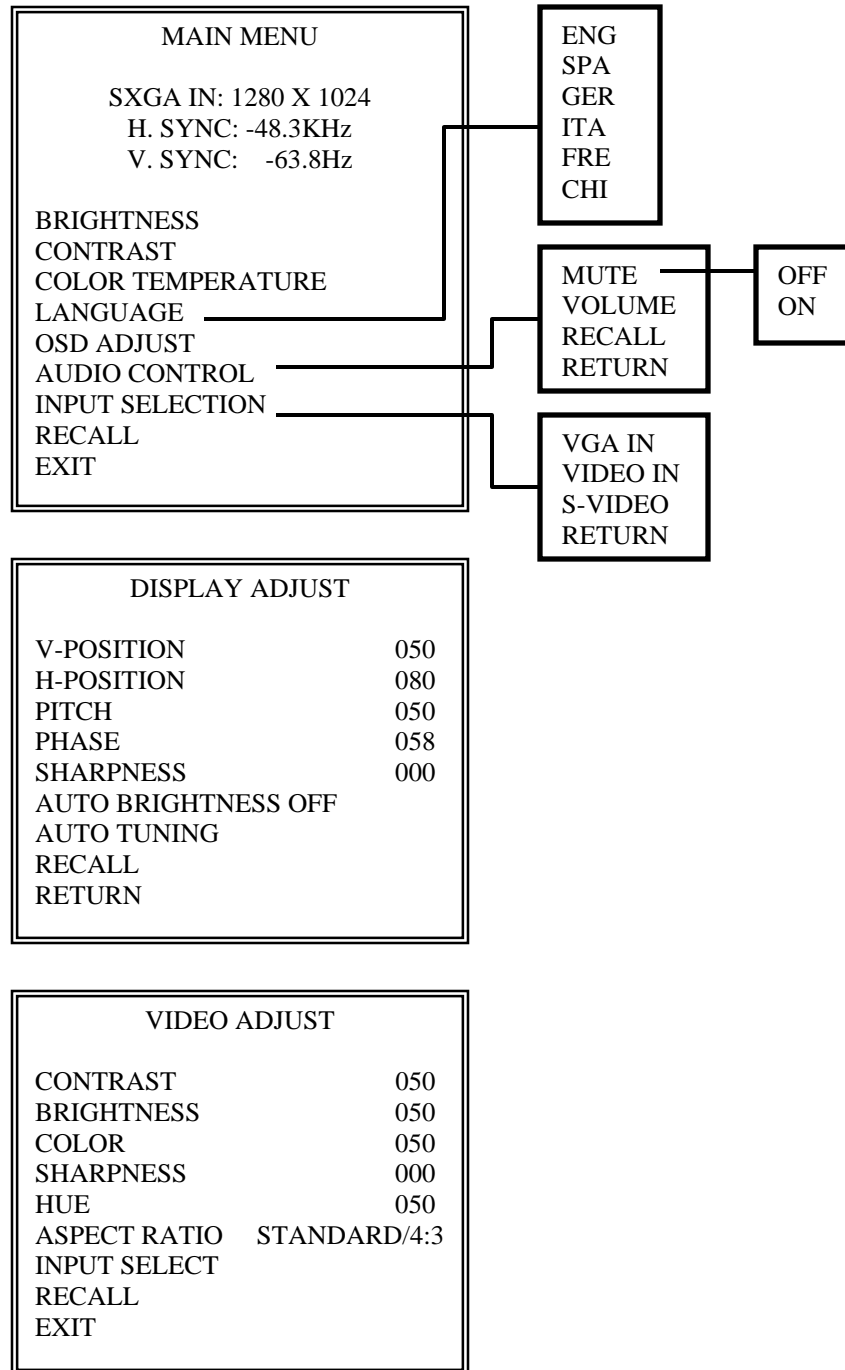 MAIN MENU
SXGA IN: 1280 X 1024
H. SYNC: -48.3KHz
V. SYNC: -63.8Hz
BRIGHTNESS
CONTRAST
COLOR TEMPERATURE
LANGUAGE
OSD ADJUST
AUDIO CONTROL
INPUT SELECTION
RECALL
EXIT
ENG
SPA
GER
ITA
FRE
CHI
MUTE
VOLUME
RECALL
RETURN
OFF
ON
VGA IN
VIDEO IN
S-VIDEO
RETURN
DISPLAY ADJUST
V-POSITION 050
H-POSITION 080
PITCH 050
PHASE 058
SHARPNESS 000
AUTO BRIGHTNESS OFF
AUTO TUNING
RECALL
RETURN
VIDEO ADJUST
CONTRAST 050
BRIGHTNESS 050
COLOR 050
SHARPNESS 000
HUE 050
ASPECT RATIO STANDARD/4:3
INPUT SELECT
RECALL
EXIT